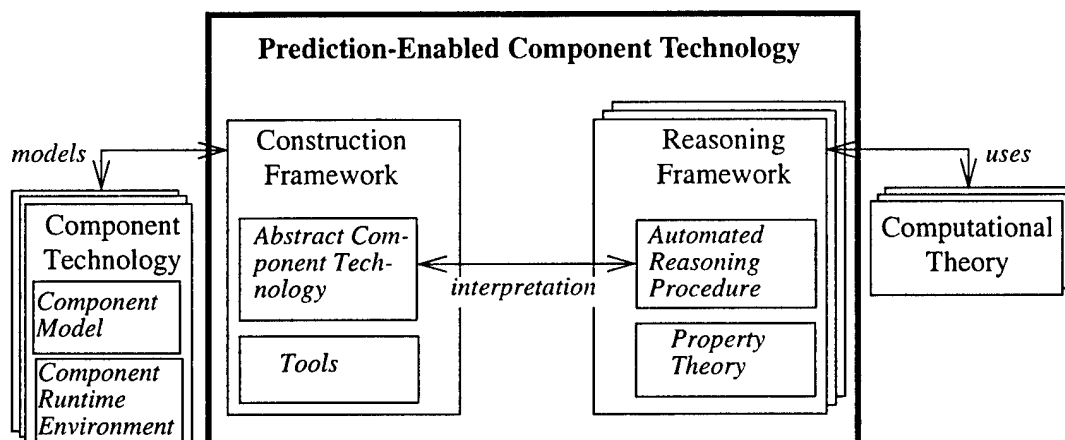 Prediction-Enabled Component Technology
models
Construction
Framework
Abstract Com-
ponent Tech-
nology
Tools
interpretation
Reasoning
Framework
Automated
Reasoning
Procedure
Property
Theory
uses
Component
Technology
Component
Model
Component
Runtime
Environment
Computational
Theory